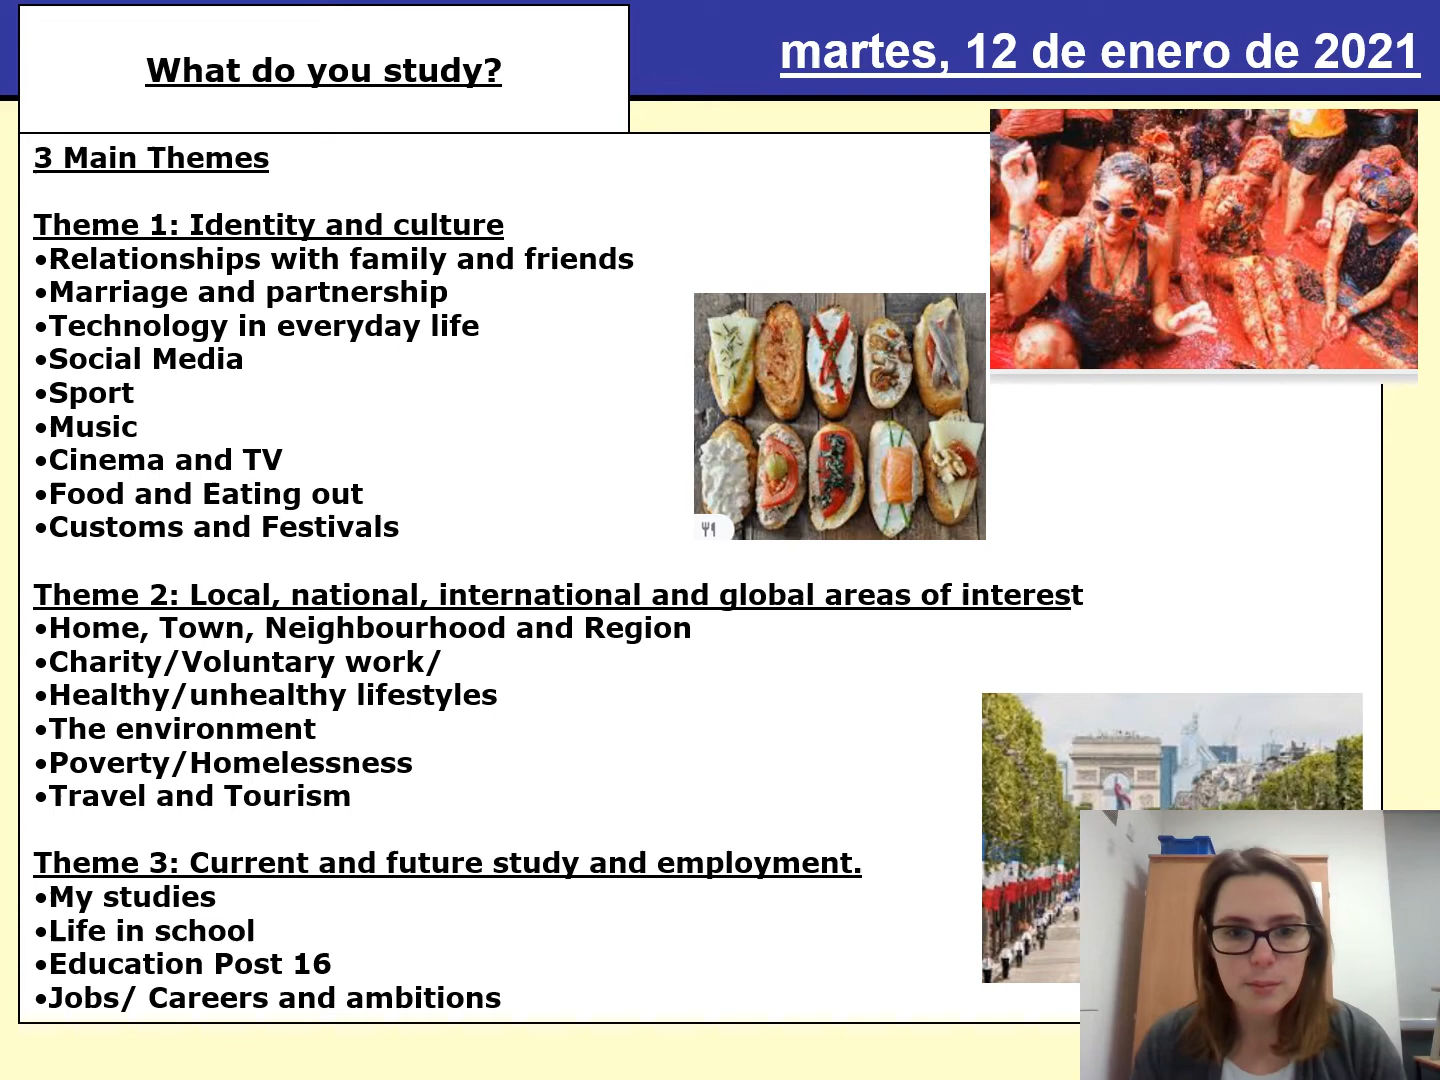 What do you study?
martes, 12 de enero de 2021
3 Main Themes
Theme 1: Identity and culture
•Relationships with family and friends
•Marriage and partnership
•Technology in everyday life
•Social Media
•Sport
•Music
•Cinema and TV
•Food and Eating out
•Customs and Festivals
Theme 2: Local, national, international and global areas of interest
•Home, Town, Neighbourhood and Region
•Charity/Voluntary work/
•Healthy/unhealthy lifestyles
•The environment
•Poverty/Homelessness
•Travel and Tourism
Theme 3: Current and future study and employment.
•My studies
•Life in school
•Education Post 16
•Jobs/ Careers and ambitions